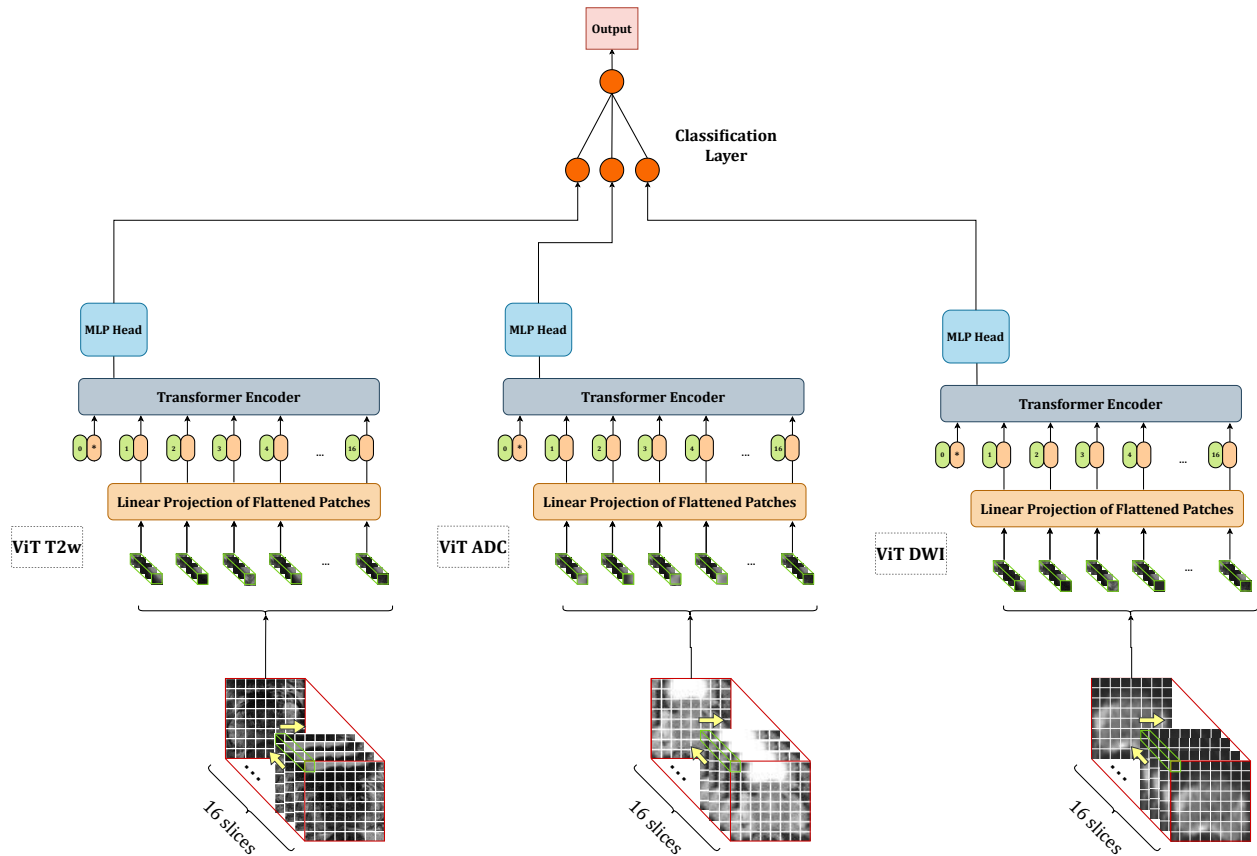 Output
Classification
Layer
MLP Head
MLP Head
MLP Head
Transformer Encoder
Transformer Encoder
Transformer Encoder
0 * 1 2 3 4 ... 16
0 * 1 2 3 4 ... 16
0 * 1 2 3 4 ... 16
Linear Projection of Flattened Patches
Linear Projection of Flattened Patches
Linear Projection of Flattened Patches
ViT T2w
ViT ADC
ViT DWI
...
...
...
16 slices
16 slices
16 slices